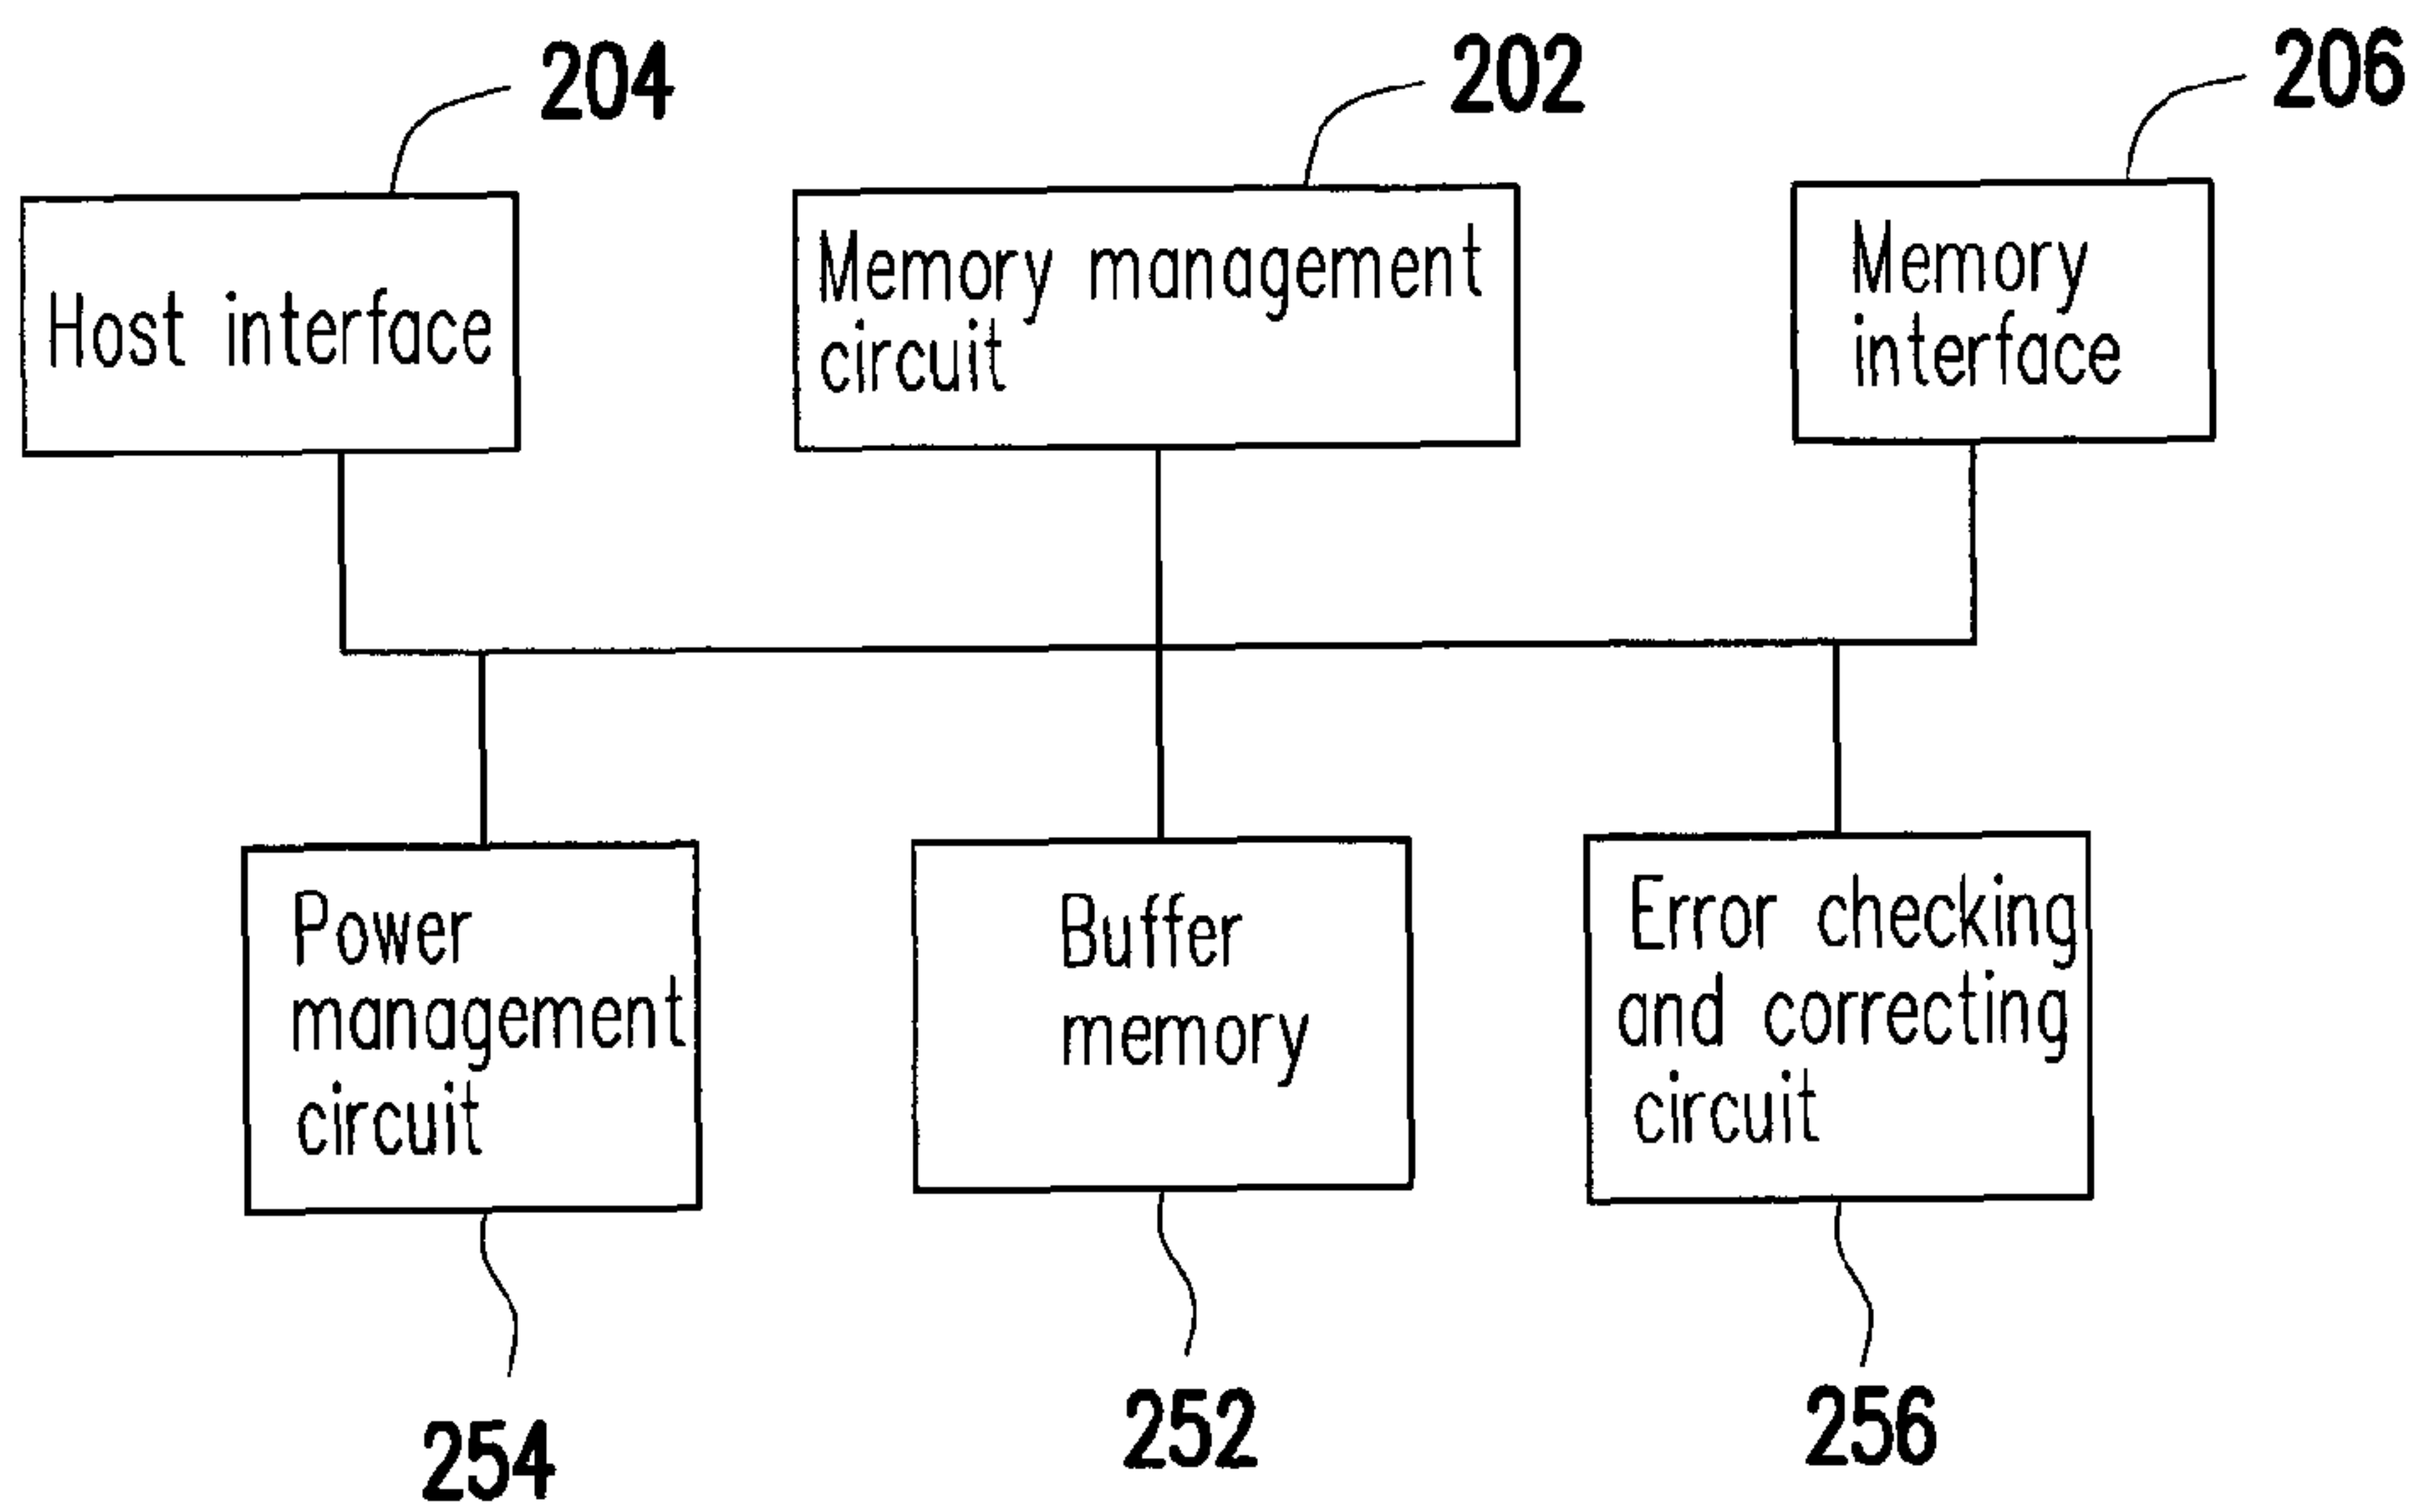 204
202
206
Host interface
Memory management
circuit
Memory
interface
Power
management
circuit
Buffer
memory
Error checking
and correcting
circuit
254
252
256